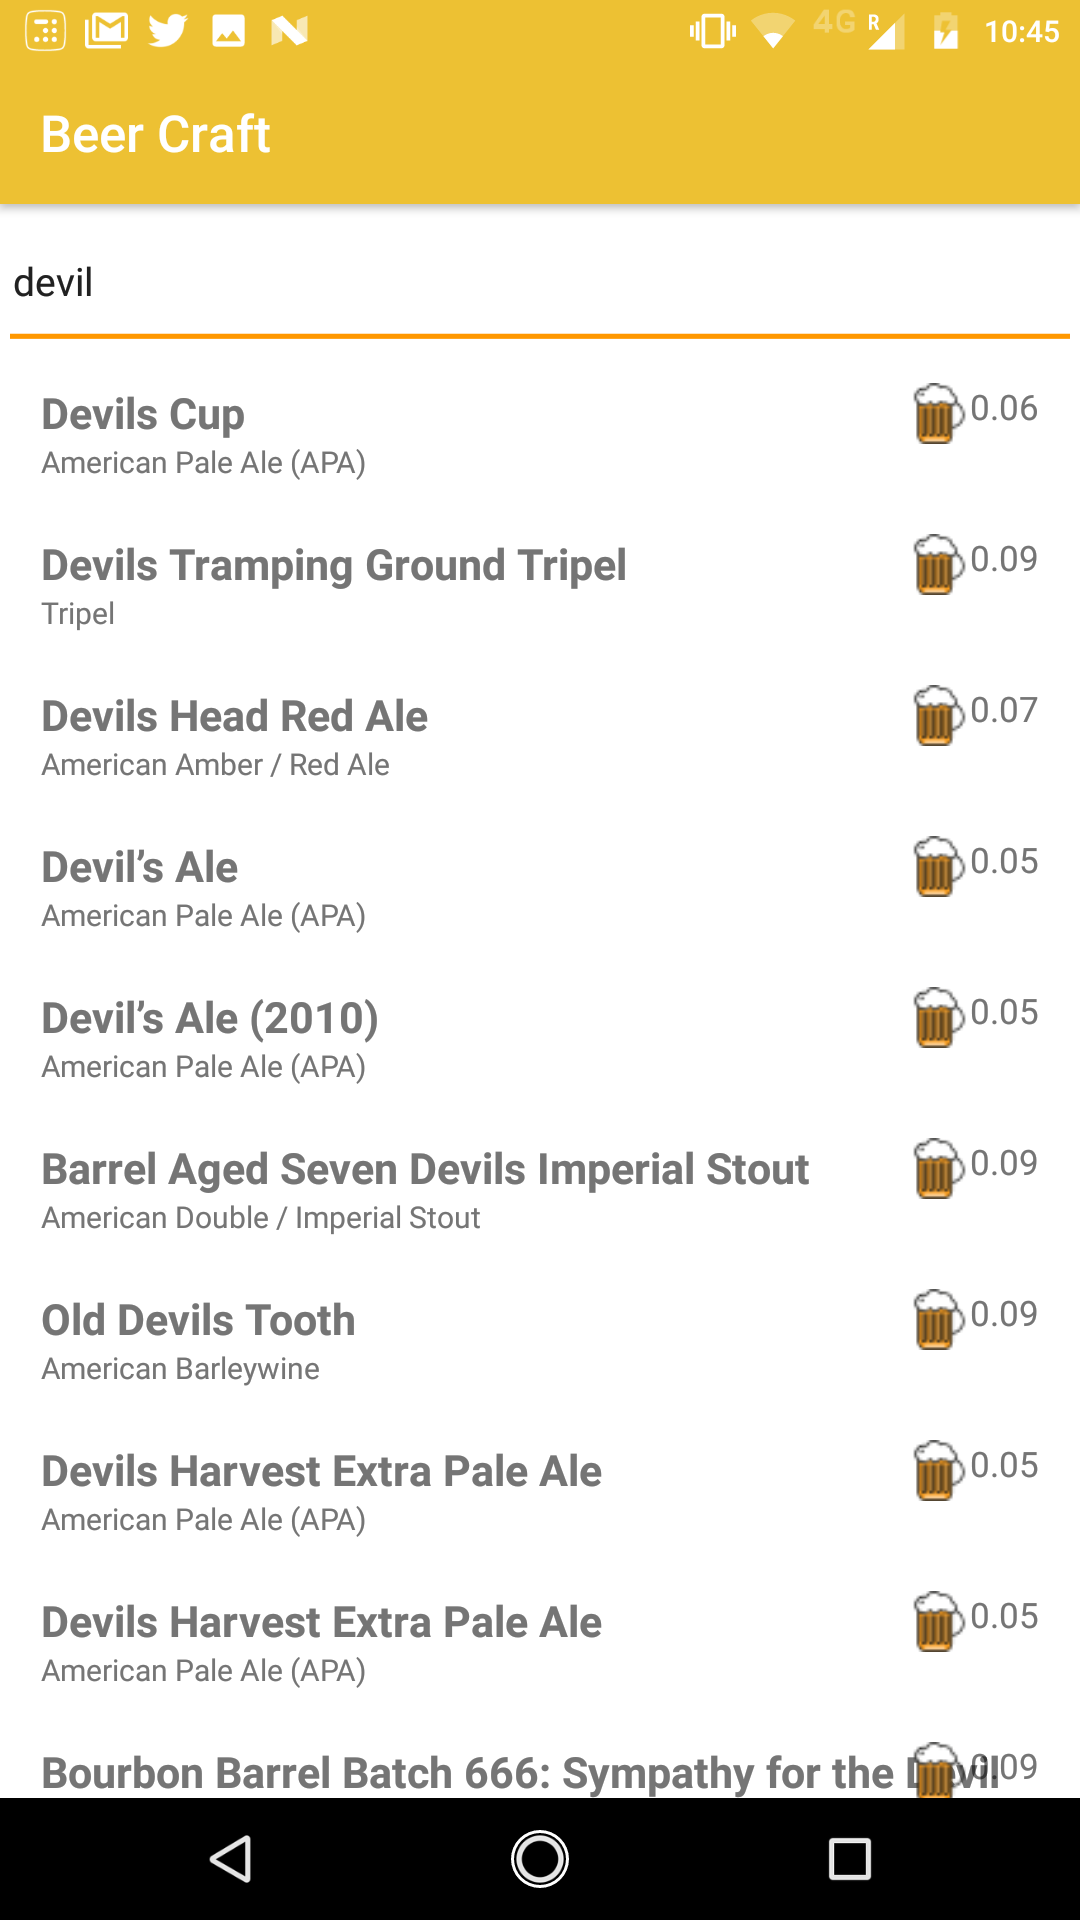 4G R 10:45
Beer Craft
devil
Devils Cup 0.06
American Pale Ale (APA)
Devils Tramping Ground Tripel 0.09
Tripel
Devils Head Red Ale 0.07
American Amber / Red Ale
Devil’s Ale 0.05
American Pale Ale (APA)
Devil’s Ale (2010) 0.05
American Pale Ale (APA)
Barrel Aged Seven Devils Imperial Stout 0.09
American Double / Imperial Stout
Old Devils Tooth 0.09
American Barleywine
Devils Harvest Extra Pale Ale 0.05
American Pale Ale (APA)
Devils Harvest Extra Pale Ale 0.05
American Pale Ale (APA)
Bourbon Barrel Batch 666: Sympathy for the Devil 0.09